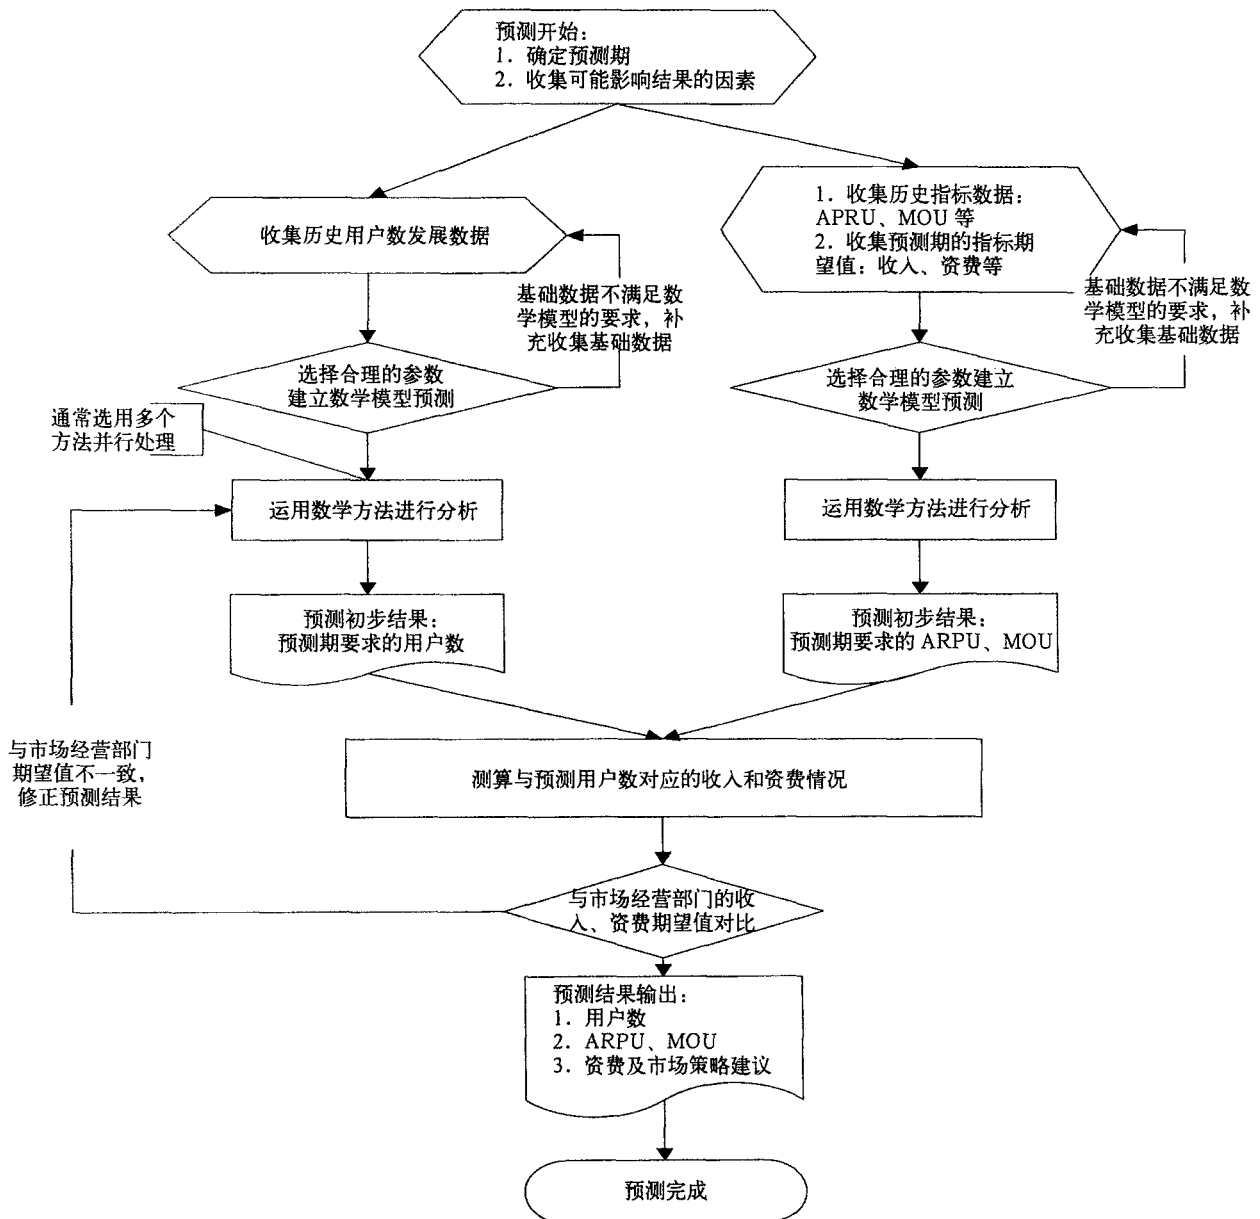 预测开始：
1．确定预测期
2．收集可能影响结果的因素
收集历史用户数发展数据
1．收集历史指标数据：
APRU、MOU 等
2．收集预测期的指标期
望值：收入、资费等
基础数据不满足数
学模型的要求，补
充收集基础数据
基础数据不满足数
学模型的要求，补
充收集基础数据
选择合理的参数
建立数学模型预测
选择合理的参数建立
数学模型预测
通常选用多个
方法并行处理
运用数学方法进行分析
运用数学方法进行分析
预测初步结果：
预测期要求的用户数
预测初步结果：
预测期要求的 ARPU、MOU
与市场经营部门
期望值不一致，
修正预测结果
测算与预测用户数对应的收入和资费情况
与市场经营部门的收
入、资费期望值对比
预测结果输出：
1．用户数
2．ARPU、MOU
3．资费及市场策略建议
预测完成